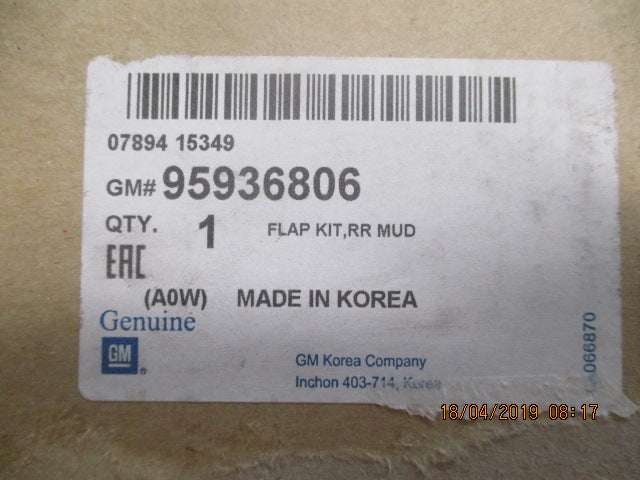 07894 15349
GM# 95936806
QTY. 1 FLAP KIT,RR MUD
EAC
(A0W) MADE IN KOREA
Genuine
GM
®
GM Korea Company
Inchon 403-714, Korea
066870
18/04/2019 08:17